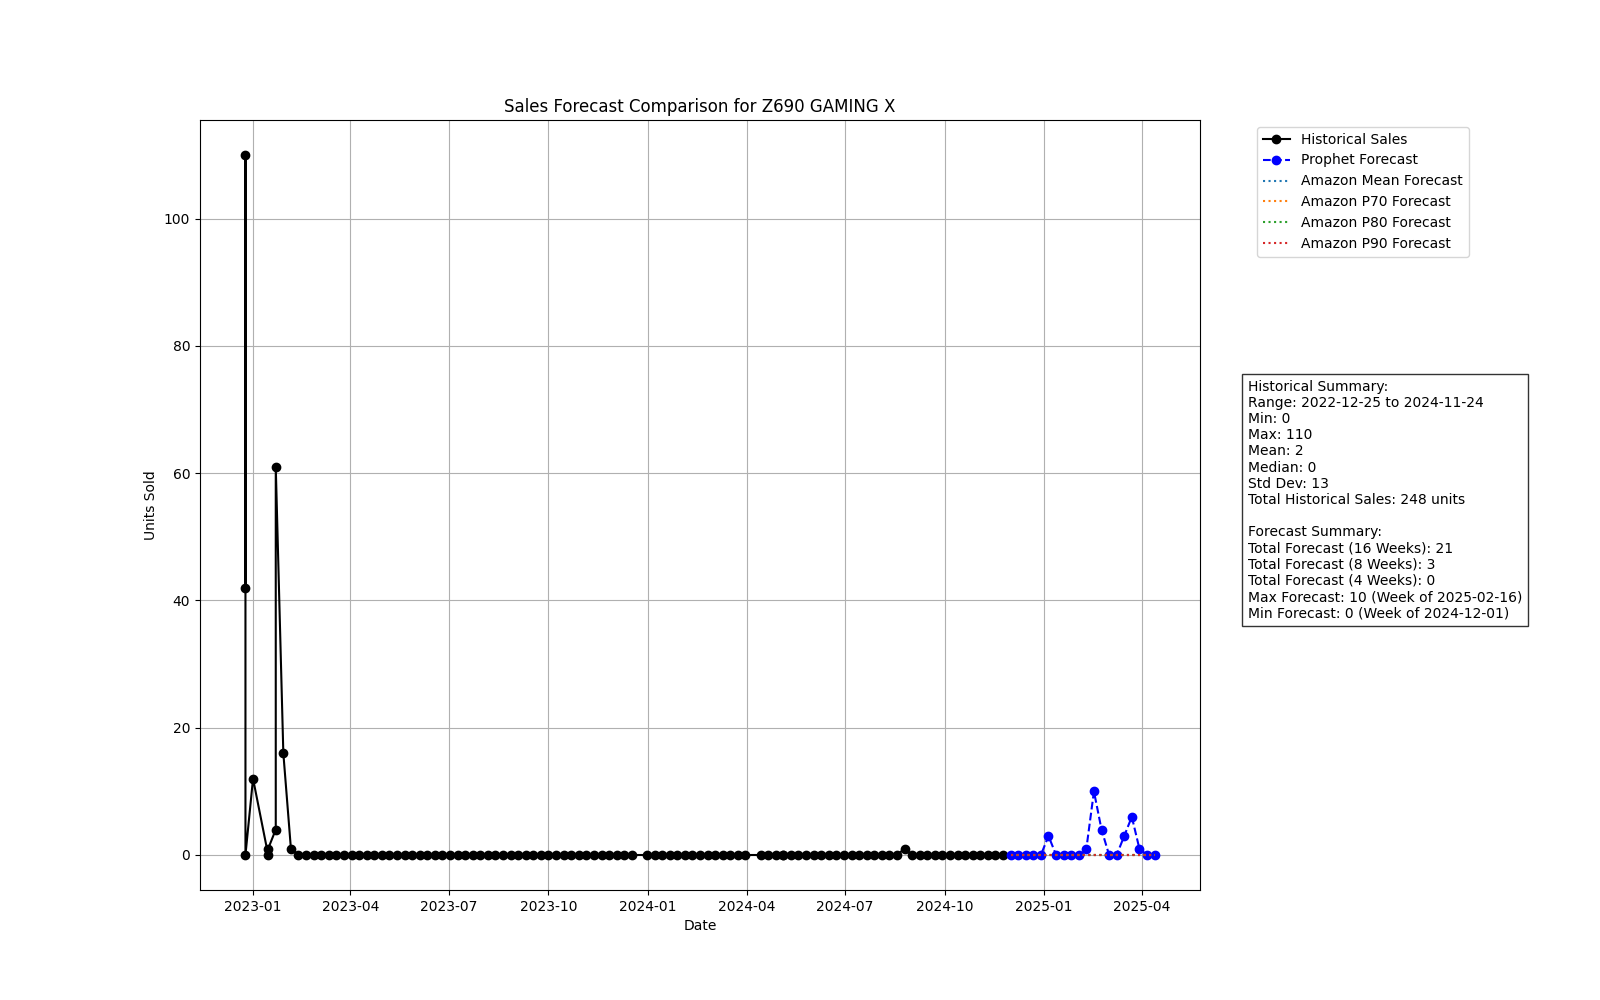 Sales Forecast Comparison for Z690 GAMING X
Historical Sales
Prophet Forecast
Amazon Mean Forecast
Amazon P70 Forecast
Amazon P80 Forecast
Amazon P90 Forecast
Units Sold
100
80
60
40
20
0
2023-01
2023-04
2023-07
2023-10
2024-01
2024-04
2024-07
2024-10
2025-01
2025-04
Date
Historical Summary:
Range: 2022-12-25 to 2024-11-24
Min: 0
Max: 110
Mean: 2
Median: 0
Std Dev: 13
Total Historical Sales: 248 units
Forecast Summary:
Total Forecast (16 Weeks): 21
Total Forecast (8 Weeks): 3
Total Forecast (4 Weeks): 0
Max Forecast: 10 (Week of 2025-02-16)
Min Forecast: 0 (Week of 2024-12-01)